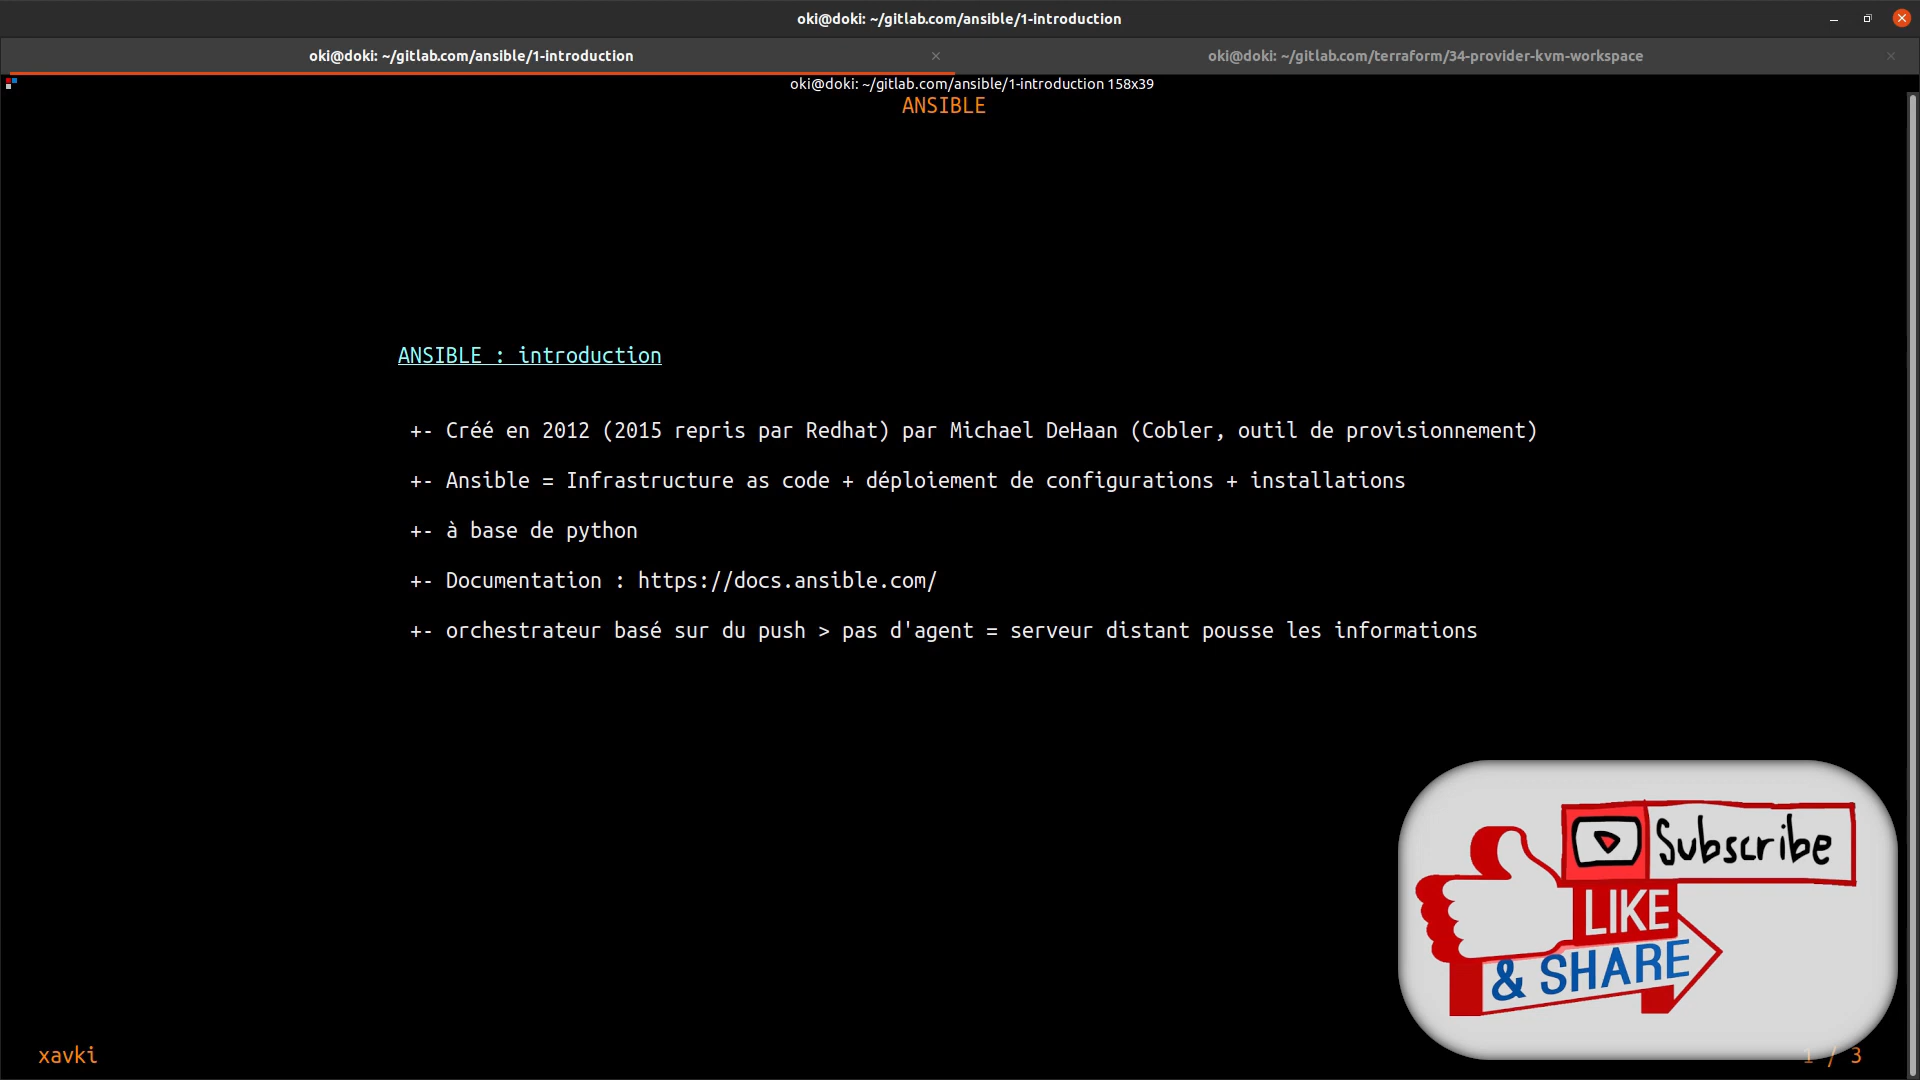 oki@doki: ~/gitlab.com/ansible/1-introduction
oki@doki: ~/gitlab.com/ansible/1-introduction
oki@doki: ~/gitlab.com/terraform/34-provider-kvm-workspace
oki@doki: ~/gitlab.com/ansible/1-introduction 158x39
ANSIBLE
ANSIBLE : introduction
+- Créé en 2012 (2015 repris par Redhat) par Michael DeHaan (Cobler, outil de provisionnement)
+- Ansible = Infrastructure as code + déploiement de configurations + installations
+- à base de python
+- Documentation : https://docs.ansible.com/
+- orchestrateur basé sur du push > pas d'agent = serveur distant pousse les informations
Subscribe
LIKE
& SHARE
xavki
1 / 3